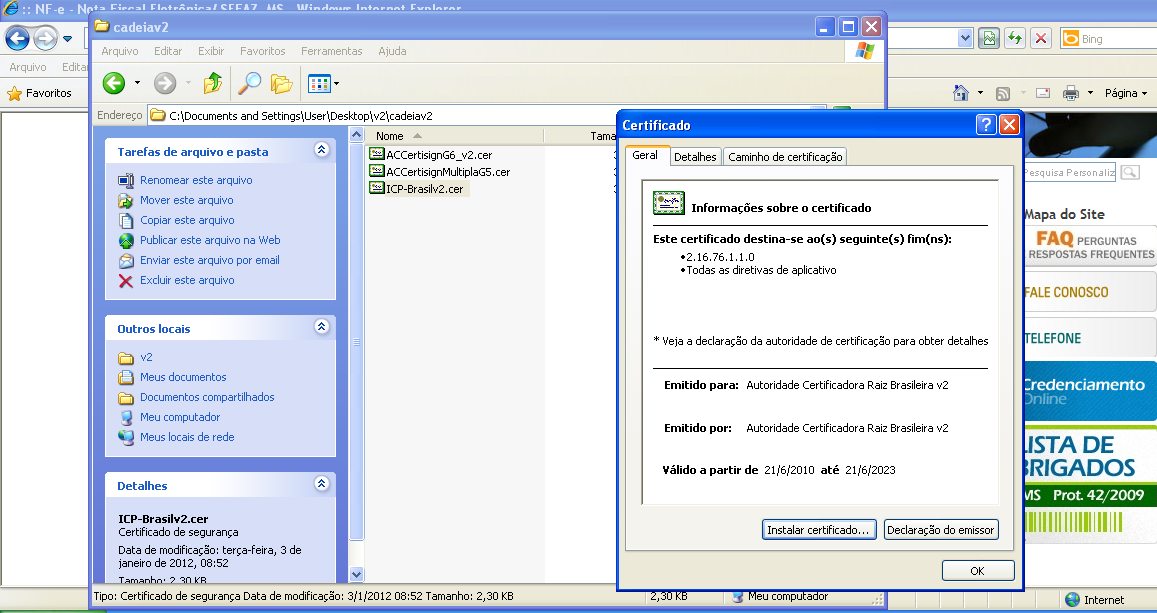 :: NF-e - Nota Fiscal Eletrônica/ SEFAZ, MS - Windows Internet Explorer
cadeiav2
Arquivo Editar Exibir Favoritos Ferramentas Ajuda
Bing
Arquivo
Favoritos
Página
Endereço C:\Documents and Settings\User\Desktop\v2\cadeiav2
Tarefas de arquivo e pasta
Renomear este arquivo
Mover este arquivo
Copiar este arquivo
Publicar este arquivo na Web
Enviar este arquivo por email
Excluir este arquivo
Outros locais
v2
Meus documentos
Documentos compartilhados
Meu computador
Meus locais de rede
Detalhes
ICP-Brasilv2.cer
Certificado de segurança
Data de modificação: terça-feira, 3 de
janeiro de 2012, 08:52
Tamanho: 2,30 KB
Nome Tama
ACCertisignG6_v2.cer
ACCertisignMultiplaG5.cer
ICP-Brasilv2.cer
Certificado
Geral Detalhes Caminho de certificação
Informações sobre o certificado
Este certificado destina-se ao(s) seguinte(s) fim(ns):
•2.16.76.1.1.0
•Todas as diretivas de aplicativo
* Veja a declaração da autoridade de certificação para obter detalhes
Emitido para: Autoridade Certificadora Raiz Brasileira v2
Emitido por: Autoridade Certificadora Raiz Brasileira v2
Válido a partir de 21/6/2010 até 21/6/2023
Instalar certificado... Declaração do emissor
OK
Pesquisa Personaliz
Mapa do Site
FAQ PERGUNTAS
RESPOSTAS FREQUENTES
FALE CONOSCO
TELEFONE
Credenciamento
Online
LISTA DE
BRIGADOS
MS Prot. 42/2009
Tipo: Certificado de segurança Data de modificação: 3/1/2012 08:52 Tamanho: 2,30 KB 2,30 KB Meu computador
Internet